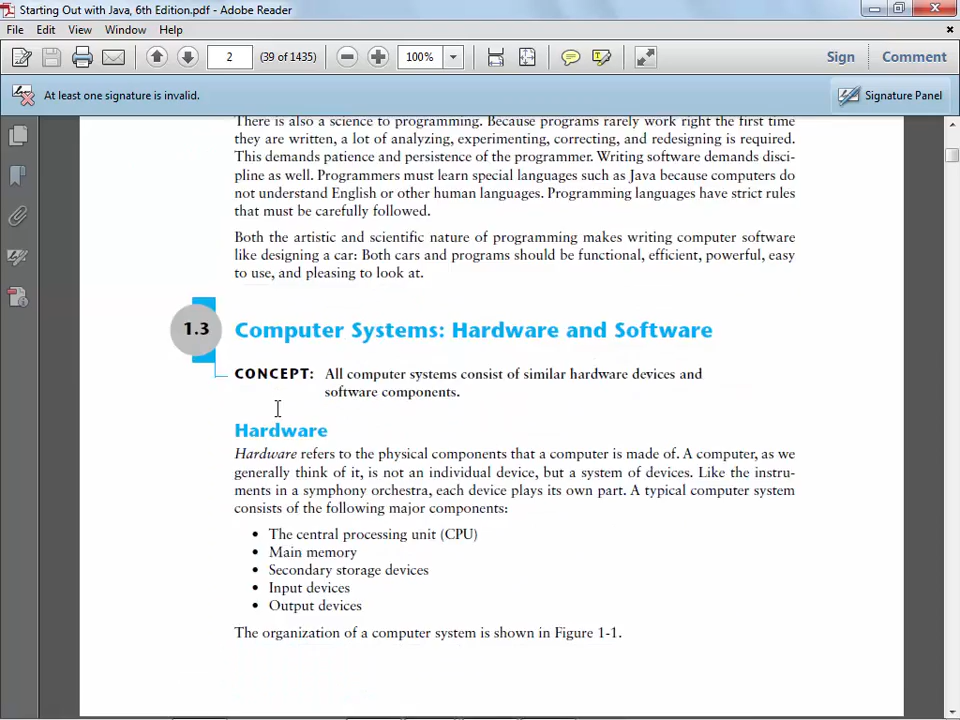 Starting Out with Java, 6th Edition.pdf - Adobe Reader
File Edit View Window Help
2 (39 of 1435) 100% Sign Comment
At least one signature is invalid. Signature Panel
There is also a science to programming. Because programs rarely work right the first time
they are written, a lot of analyzing, experimenting, correcting, and redesigning is required.
This demands patience and persistence of the programmer. Writing software demands disci-
pline as well. Programmers must learn special languages such as Java because computers do
not understand English or other human languages. Programming languages have strict rules
that must be carefully followed.
Both the artistic and scientific nature of programming makes writing computer software
like designing a car: Both cars and programs should be functional, efficient, powerful, easy
to use, and pleasing to look at.
1.3 Computer Systems: Hardware and Software
CONCEPT: All computer systems consist of similar hardware devices and
software components.
Hardware
Hardware refers to the physical components that a computer is made of. A computer, as we
generally think of it, is not an individual device, but a system of devices. Like the instru-
ments in a symphony orchestra, each device plays its own part. A typical computer system
consists of the following major components:
• The central processing unit (CPU)
• Main memory
• Secondary storage devices
• Input devices
• Output devices
The organization of a computer system is shown in Figure 1-1.